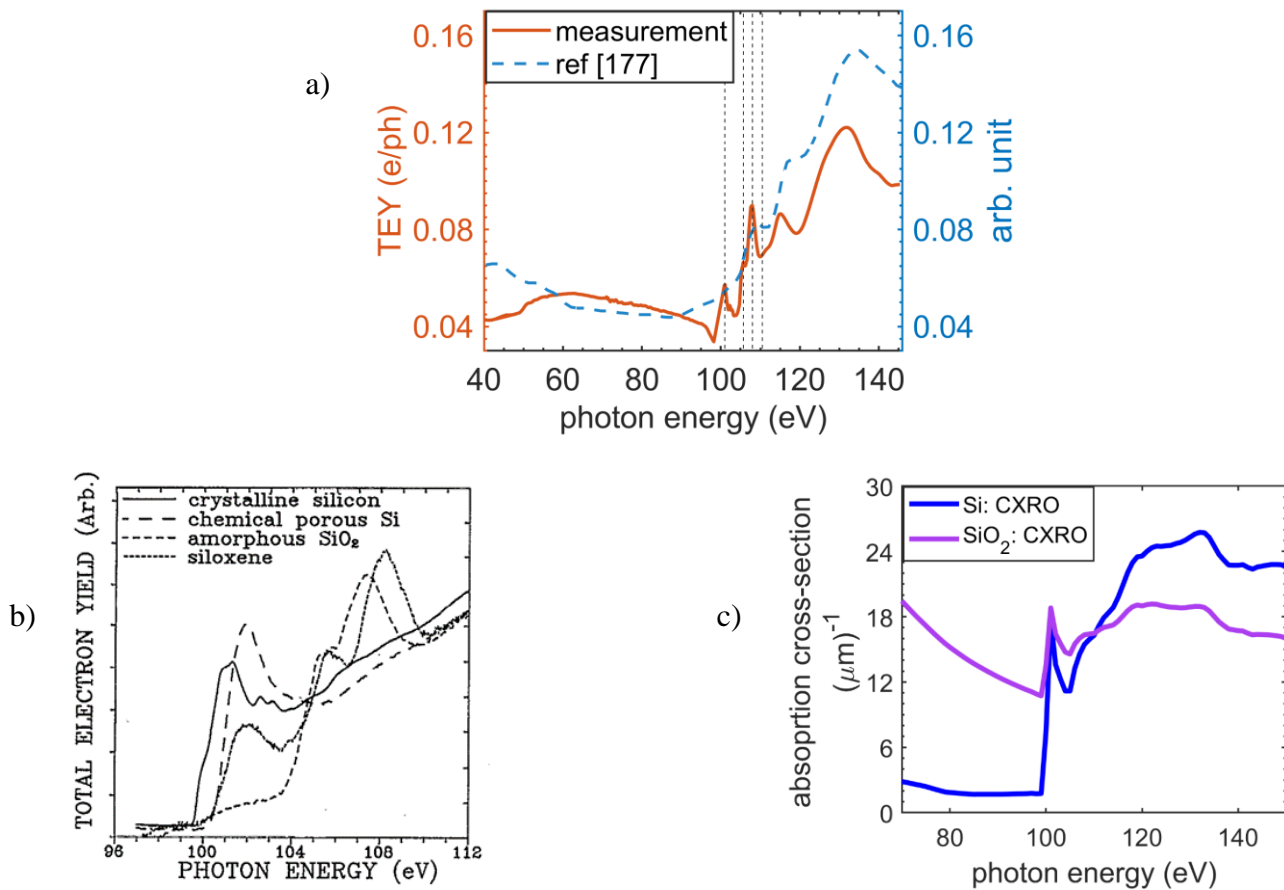 a)
measurement
ref [177]
0.16
0.12
0.08
0.04
TEY (e/ph)
0.16
0.12
0.08
0.04
arb. unit
40 60 80 100 120 140
photon energy (eV)
b)
TOTAL ELECTRON YIELD (Arb.)
crystalline silicon
chemical porous Si
amorphous SiO2
siloxene
96 100 104 108 112
PHOTON ENERGY (eV)
c)
absoprtion cross-section
(μm)-1
Si: CXRO
SiO2: CXRO
30
24
18
12
6
0
80 100 120 140
photon energy (eV)